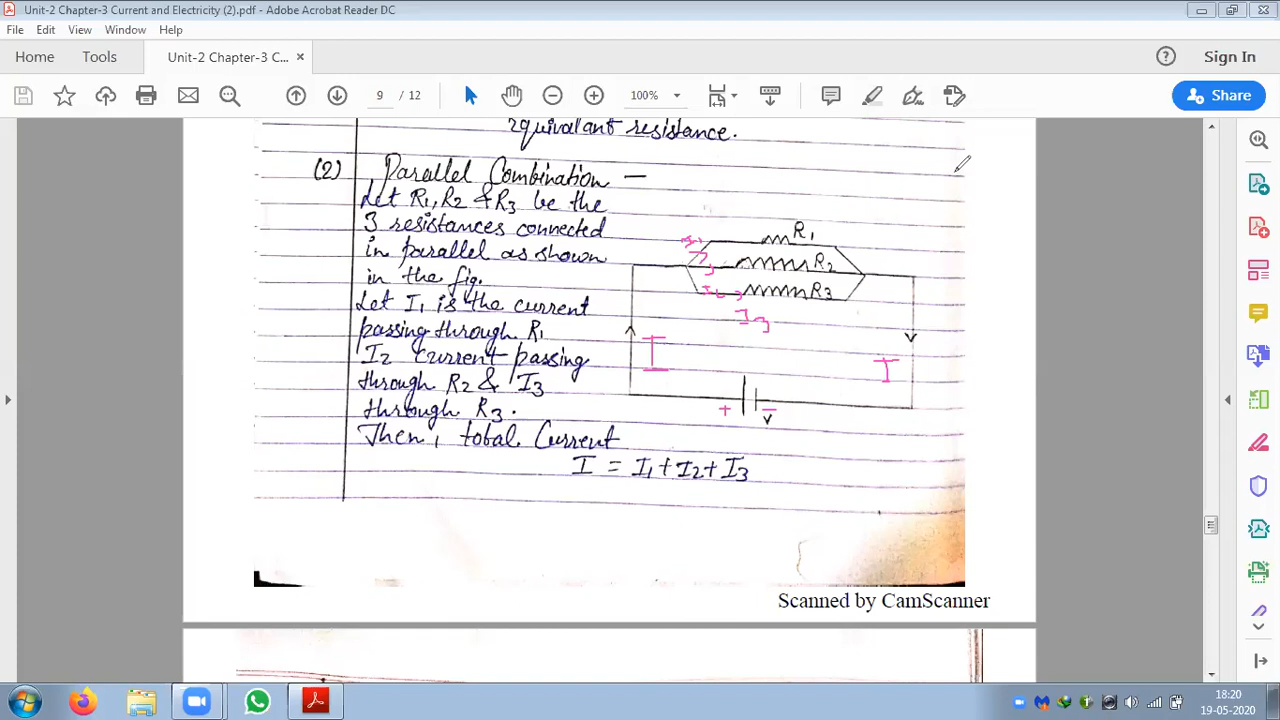 Unit-2 Chapter-3 Current and Electricity (2).pdf - Adobe Acrobat Reader DC
File Edit View Window Help
Home Tools Unit-2 Chapter-3 C... × Sign In
9 / 12 100% Share
equivalant resistance.
(2) Parallel Combination —
Let R1, R2 & R3 be the
3 resistances connected
in parallel as shown
in the fig.
Let I1 is the current
passing through R1
I2 Current passing
through R2 & I3
through R3.
Then, total Current
I = I1 + I2 + I3
R1
R2
R3
I3
I
I
+ −
V
Scanned by CamScanner
18:20
19-05-2020